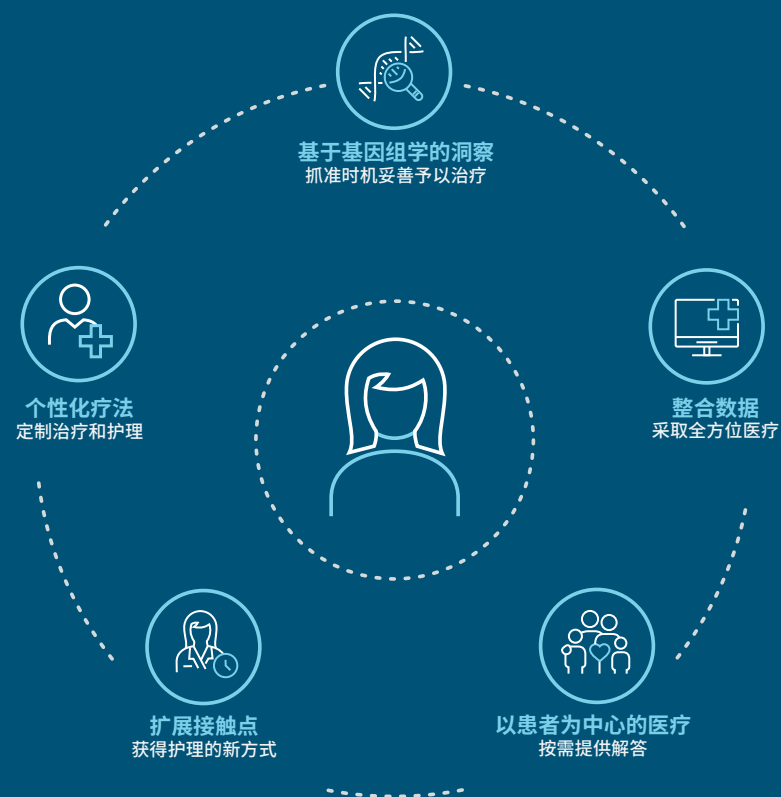 基于基因组学的洞察
抓准时机妥善予以治疗
个性化疗法
定制治疗和护理
整合数据
采取全方位医疗
扩展接触点
获得护理的新方式
以患者为中心的医疗
按需提供解答